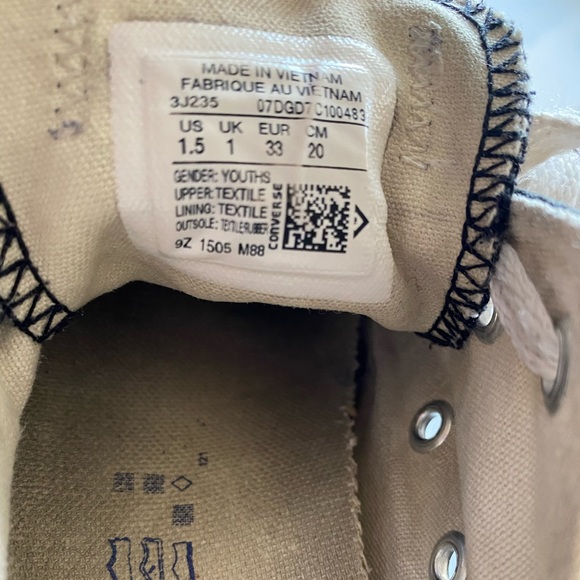 MADE IN VIETNAM
FABRIQUE AU VIETNAM
3J235 07DGD7C100483
US UK EUR CM
1.5 1 33 20
GENDER: YOUTHS
UPPER: TEXTILE
LINING: TEXTILE
OUTSOLE: TEXTILE/RUBBER
9Z 1505 M88
CONVERSE
121